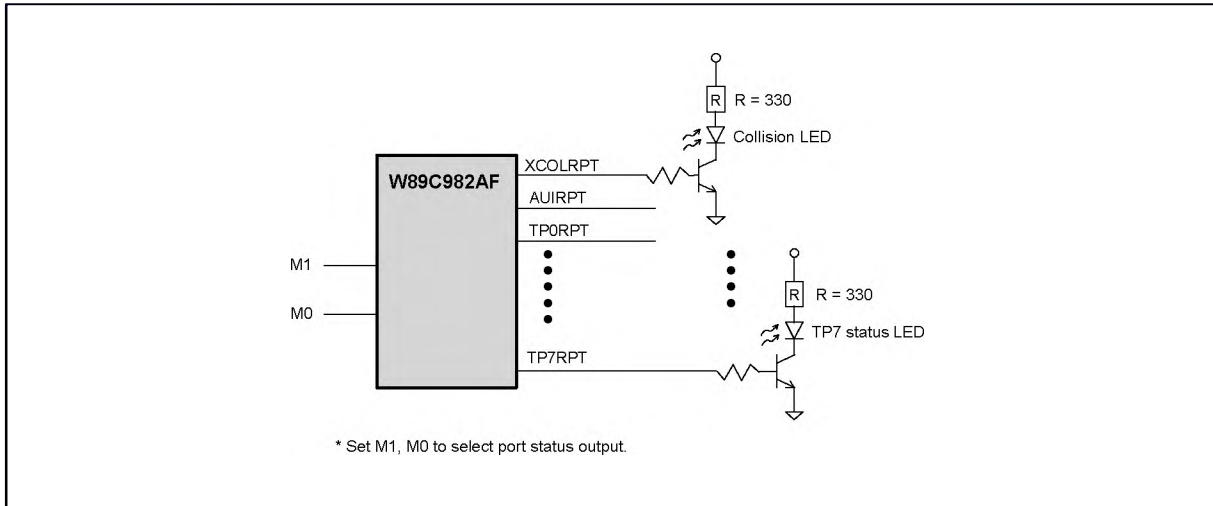 R R = 330
Collision LED
XCOLRPT
W89C982AF
AUIRPT
TP0RPT
M1
R R = 330
M0
TP7 status LED
TP7RPT
* Set M1, M0 to select port status output.